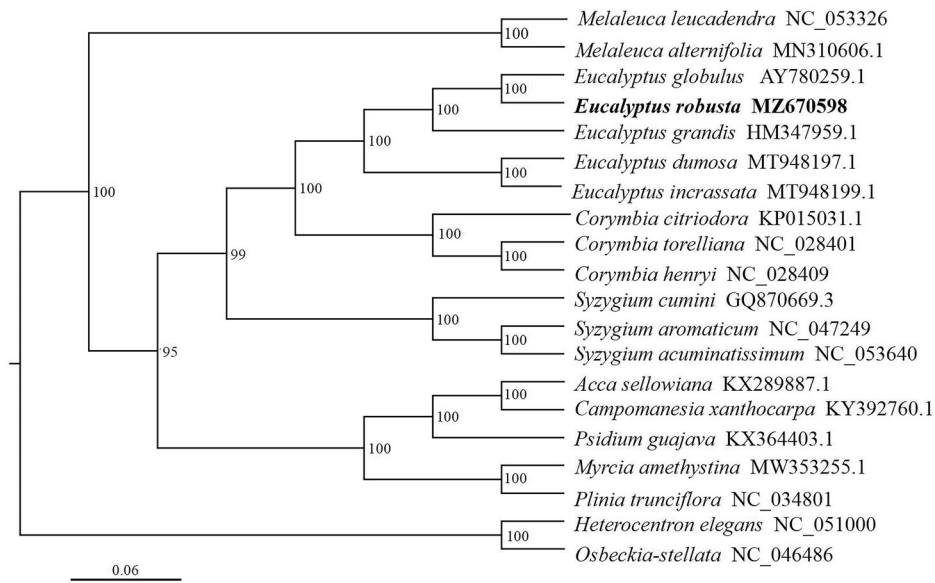 Melaleuca leucadendra NC_053326
100
Melaleuca alternifolia MN310606.1
Eucalyptus globulus AY780259.1
100
100
Eucalyptus robusta MZ670598
Eucalyptus grandis HM347959.1
100
Eucalyptus dumosa MT948197.1
100
100
100
Eucalyptus incrassata MT948199.1
Corymbia citriodora KP015031.1
100
Corymbia torelliana NC_028401
99
100
Corymbia henryi NC_028409
Syzygium cumini GQ870669.3
100
Syzygium aromaticum NC_047249
100
95
Syzygium acuminatissimum NC_053640
Acca sellowiana KX289887.1
100
Campomanesia xanthocarpa KY392760.1
100
Psidium guajava KX364403.1
100
Myrcia amethystina MW353255.1
100
Plinia trunciflora NC_034801
Heterocentron elegans NC_051000
100
Osbeckia-stellata NC_046486
0.06